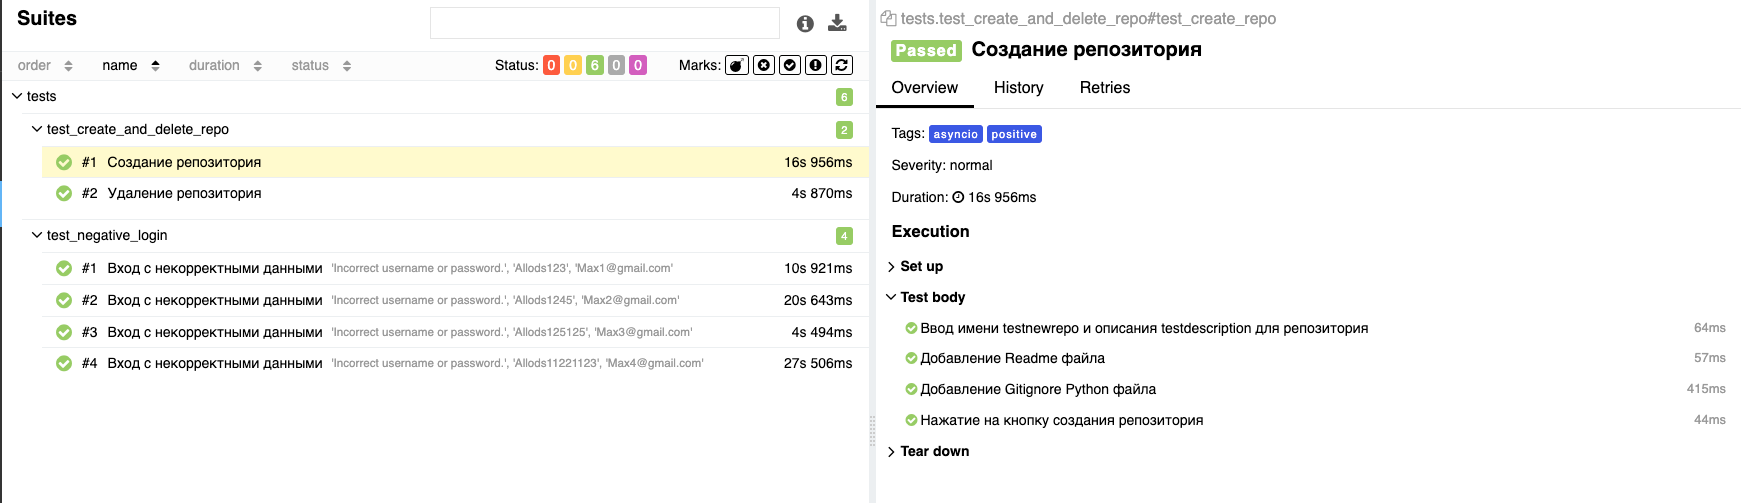 Suites
order name duration status Status: 0 0 6 0 0 Marks:
tests 6
test_create_and_delete_repo 2
#1 Создание репозитория 16s 956ms
#2 Удаление репозитория 4s 870ms
test_negative_login 4
#1 Вход с некорректными данными 'Incorrect username or password.', 'Allods123', 'Max1@gmail.com' 10s 921ms
#2 Вход с некорректными данными 'Incorrect username or password.', 'Allods1245', 'Max2@gmail.com' 20s 643ms
#3 Вход с некорректными данными 'Incorrect username or password.', 'Allods125125', 'Max3@gmail.com' 4s 494ms
#4 Вход с некорректными данными 'Incorrect username or password.', 'Allods11221123', 'Max4@gmail.com' 27s 506ms
tests.test_create_and_delete_repo#test_create_repo
Passed Создание репозитория
Overview History Retries
Tags: asyncio positive
Severity: normal
Duration: 16s 956ms
Execution
Set up
Test body
Ввод имени testnewrepo и описания testdescription для репозитория 64ms
Добавление Readme файла 57ms
Добавление Gitignore Python файла 415ms
Нажатие на кнопку создания репозитория 44ms
Tear down